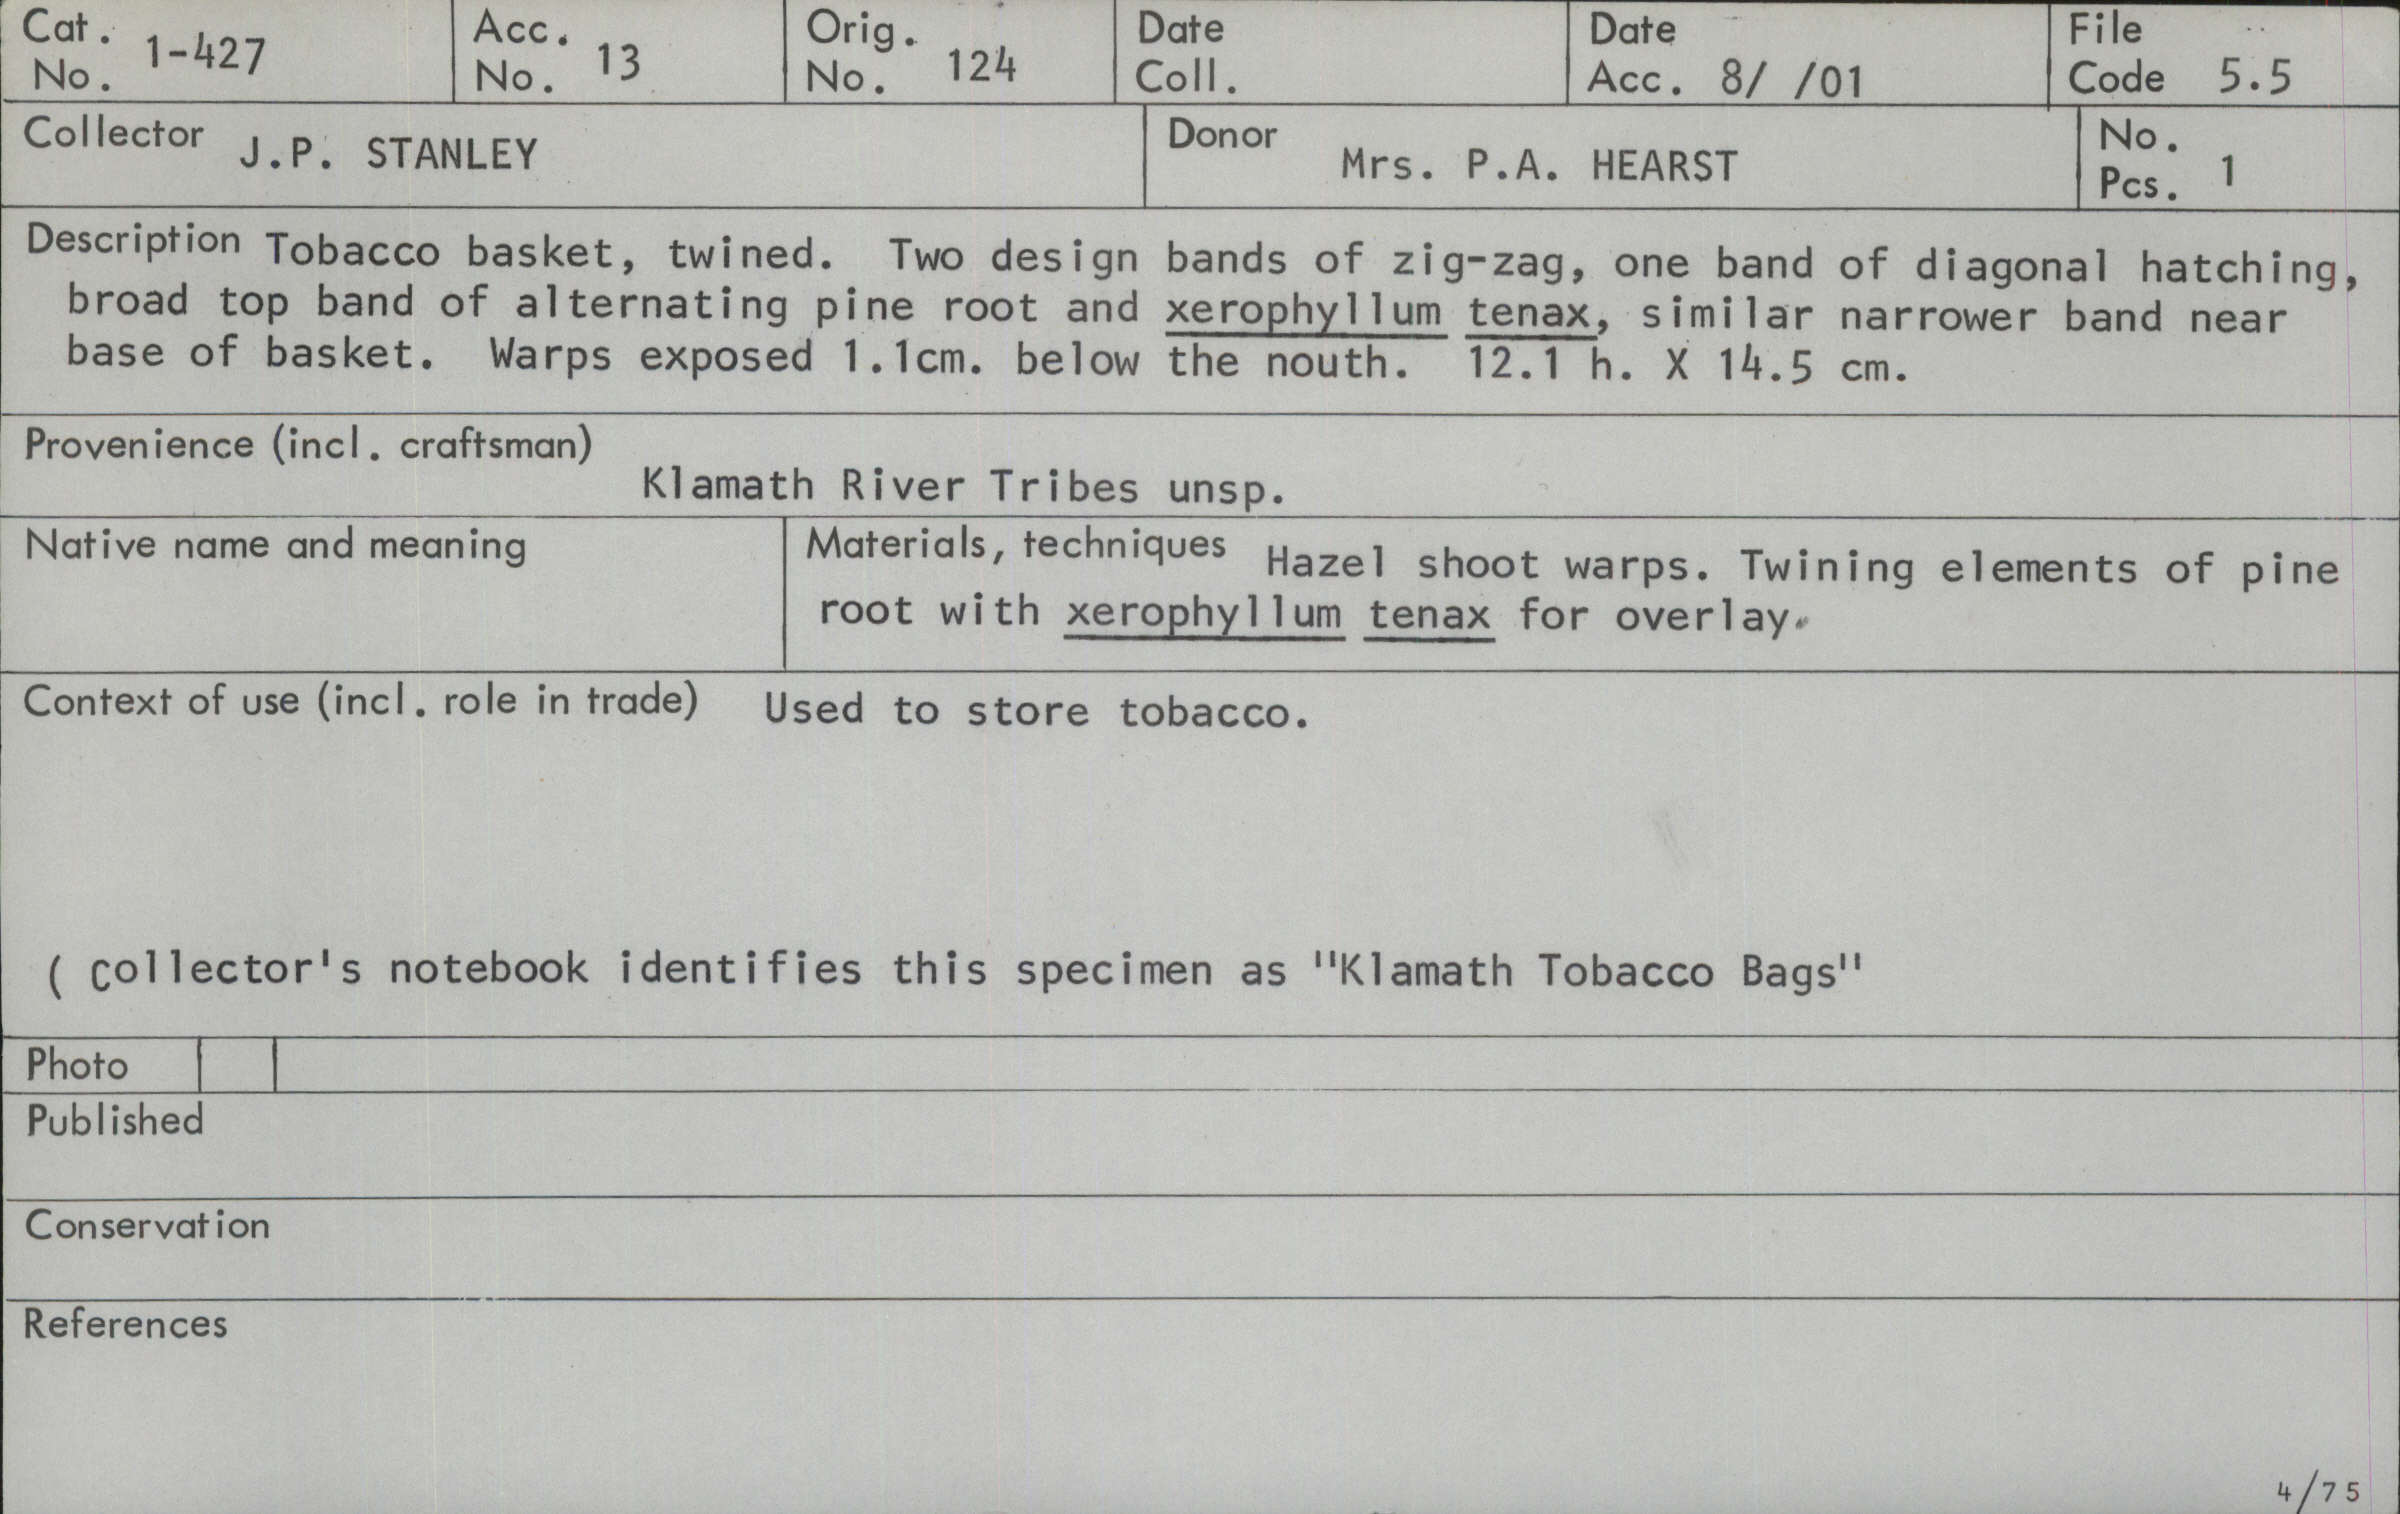 Cat. No. 1-427
Acc. No. 13
Orig. No. 124
Date Coll.
Date Acc. 8/ /01
File Code 5.5
Collector J.P. STANLEY
Donor Mrs. P.A. HEARST
No. Pcs. 1
Description Tobacco basket, twined. Two design bands of zig-zag, one band of diagonal hatching,
broad top band of alternating pine root and xerophyllum tenax, similar narrower band near
base of basket. Warps exposed 1.1cm. below the nouth. 12.1 h. X 14.5 cm.
Provenience (incl. craftsman)
Klamath River Tribes unsp.
Native name and meaning
Materials, techniques Hazel shoot warps. Twining elements of pine
root with xerophyllum tenax for overlay.
Context of use (incl. role in trade) Used to store tobacco.
( collector's notebook identifies this specimen as "Klamath Tobacco Bags"
Photo
Published
Conservation
References
4/75